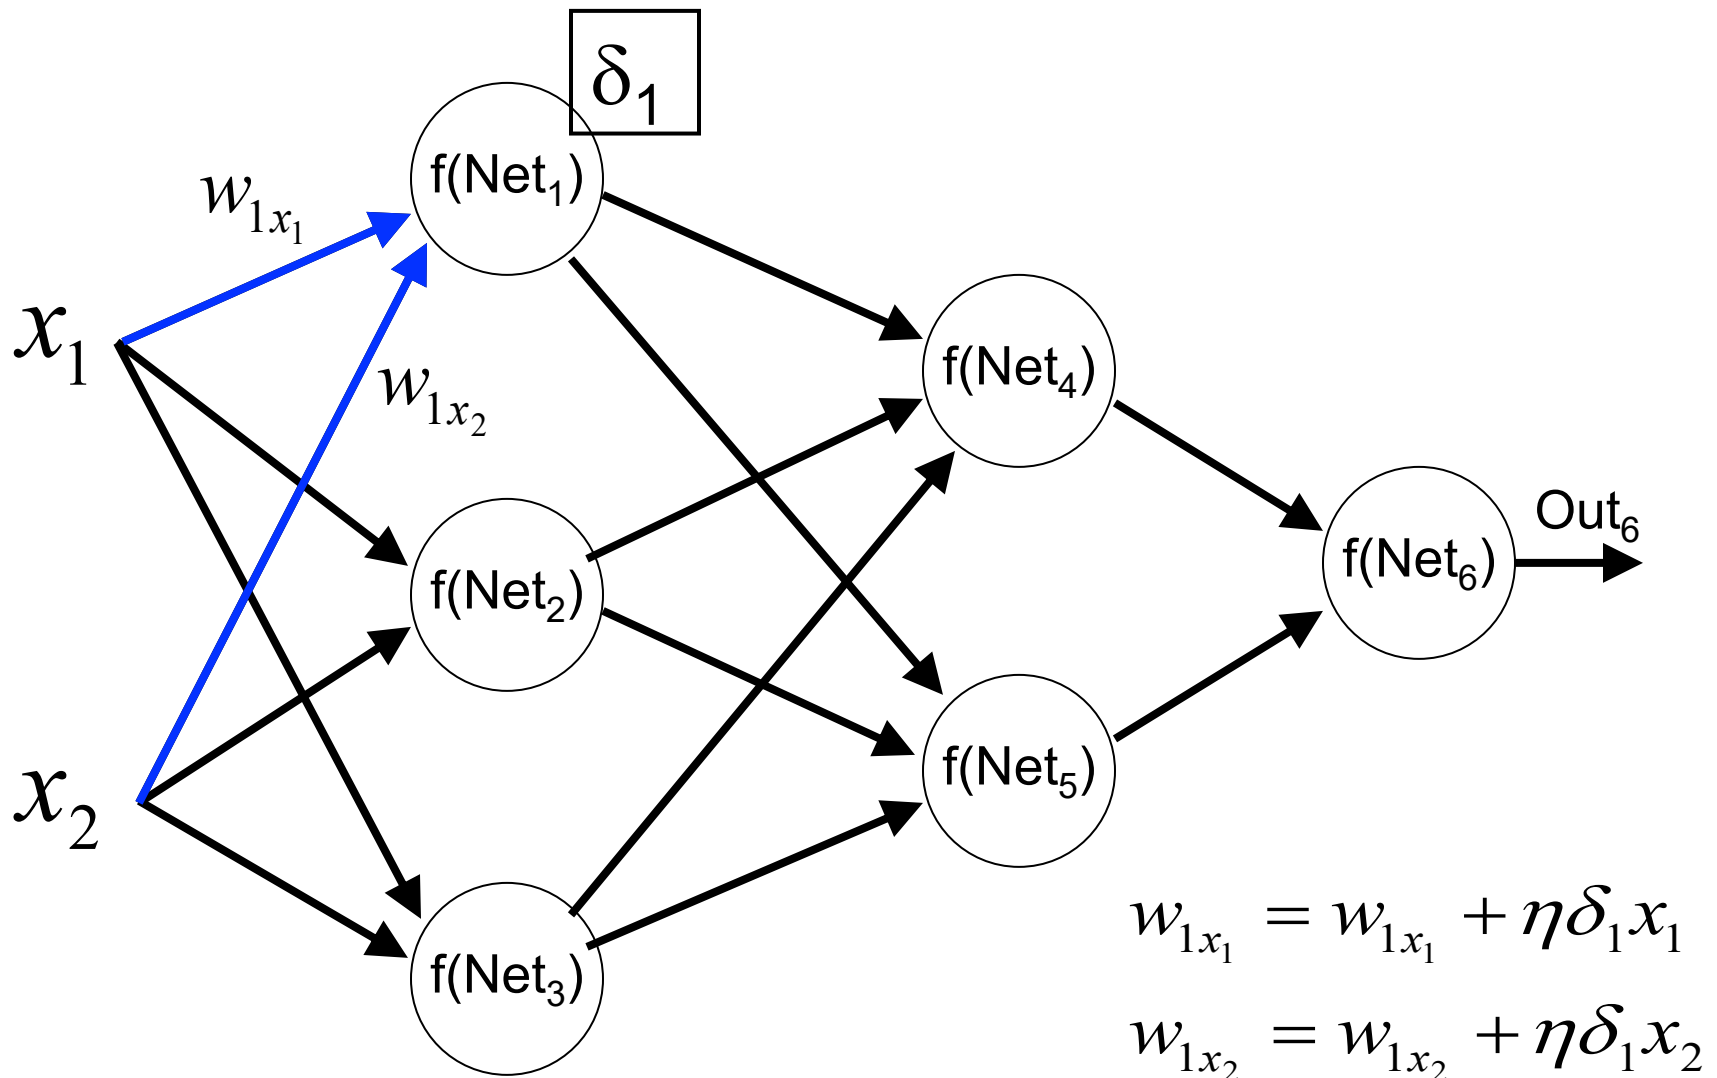 δ₁
f(Net₁)
w₁ₓ₁
x₁
w₁ₓ₂
f(Net₄)
Out₆
f(Net₂)
f(Net₆)
x₂
f(Net₅)
f(Net₃)
w₁ₓ₁ = w₁ₓ₁ + ηδ₁x₁
w₁ₓ₂ = w₁ₓ₂ + ηδ₁x₂